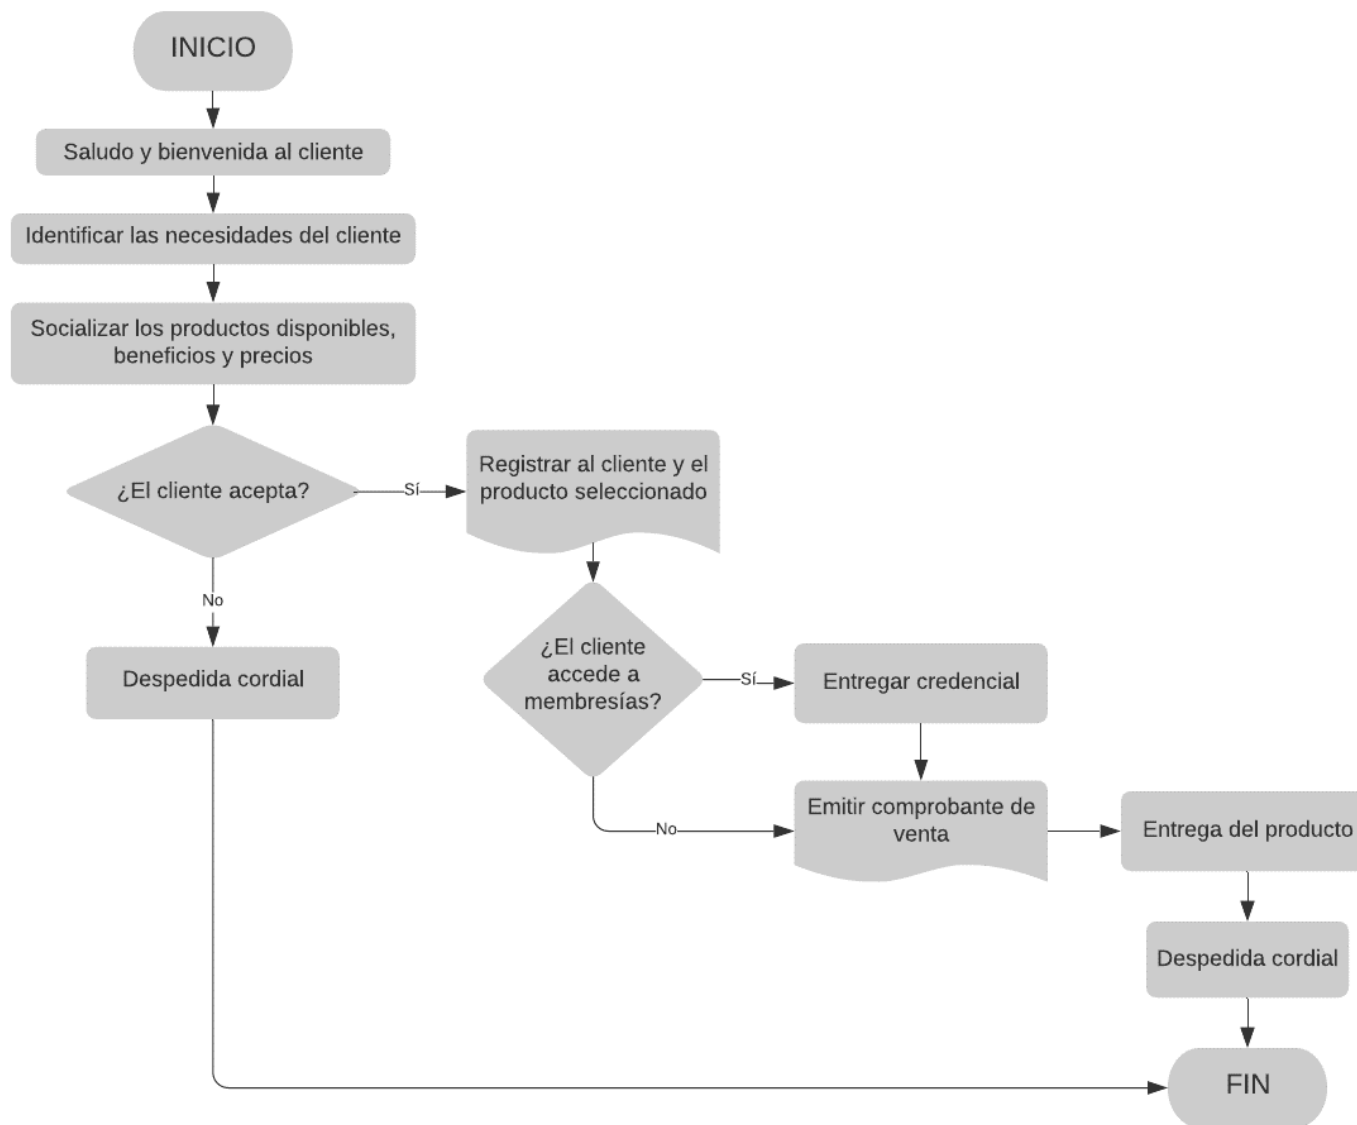 INICIO
Saludo y bienvenida al cliente
Identificar las necesidades del cliente
Socializar los productos disponibles,
beneficios y precios
¿El cliente acepta?
Sí
Registrar al cliente y el
producto seleccionado
No
Despedida cordial
¿El cliente
accede a
membresías?
Sí
Entregar credencial
No
Emitir comprobante de
venta
Entrega del producto
Despedida cordial
FIN